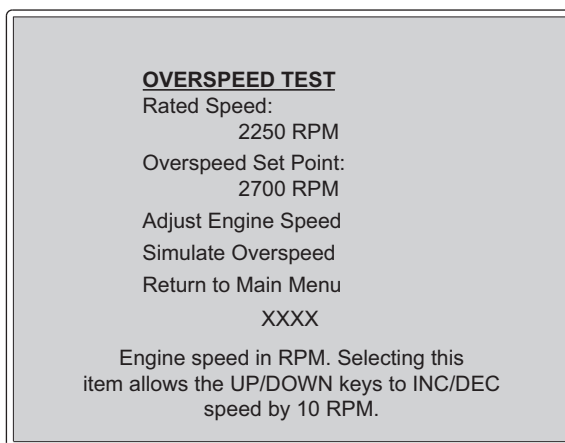 OVERSPEED TEST
Rated Speed:
2250 RPM
Overspeed Set Point:
2700 RPM
Adjust Engine Speed
Simulate Overspeed
Return to Main Menu
XXXX
Engine speed in RPM. Selecting this
item allows the UP/DOWN keys to INC/DEC
speed by 10 RPM.